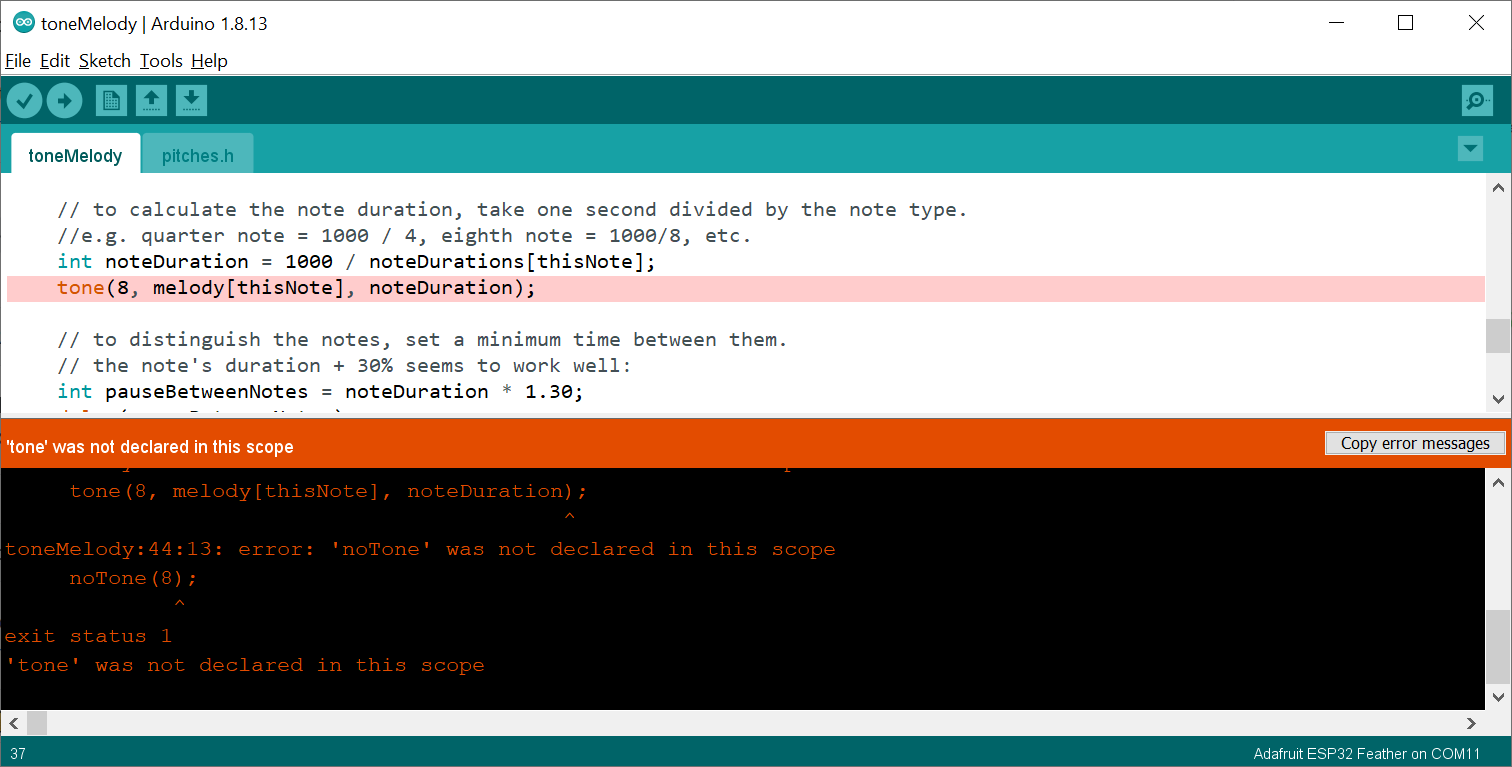 toneMelody | Arduino 1.8.13
File Edit Sketch Tools Help
toneMelody pitches.h
// to calculate the note duration, take one second divided by the note type.
//e.g. quarter note = 1000 / 4, eighth note = 1000/8, etc.
int noteDuration = 1000 / noteDurations[thisNote];
tone(8, melody[thisNote], noteDuration);
// to distinguish the notes, set a minimum time between them.
// the note's duration + 30% seems to work well:
int pauseBetweenNotes = noteDuration * 1.30;
'tone' was not declared in this scope
Copy error messages
tone(8, melody[thisNote], noteDuration);
^
toneMelody:44:13: error: 'noTone' was not declared in this scope
noTone(8);
^
exit status 1
'tone' was not declared in this scope
37
Adafruit ESP32 Feather on COM11